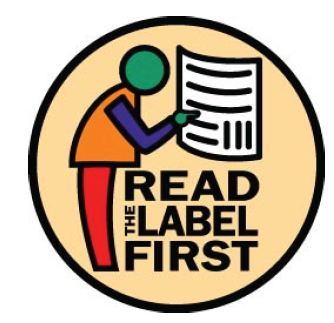 READ
THE LABEL
FIRST